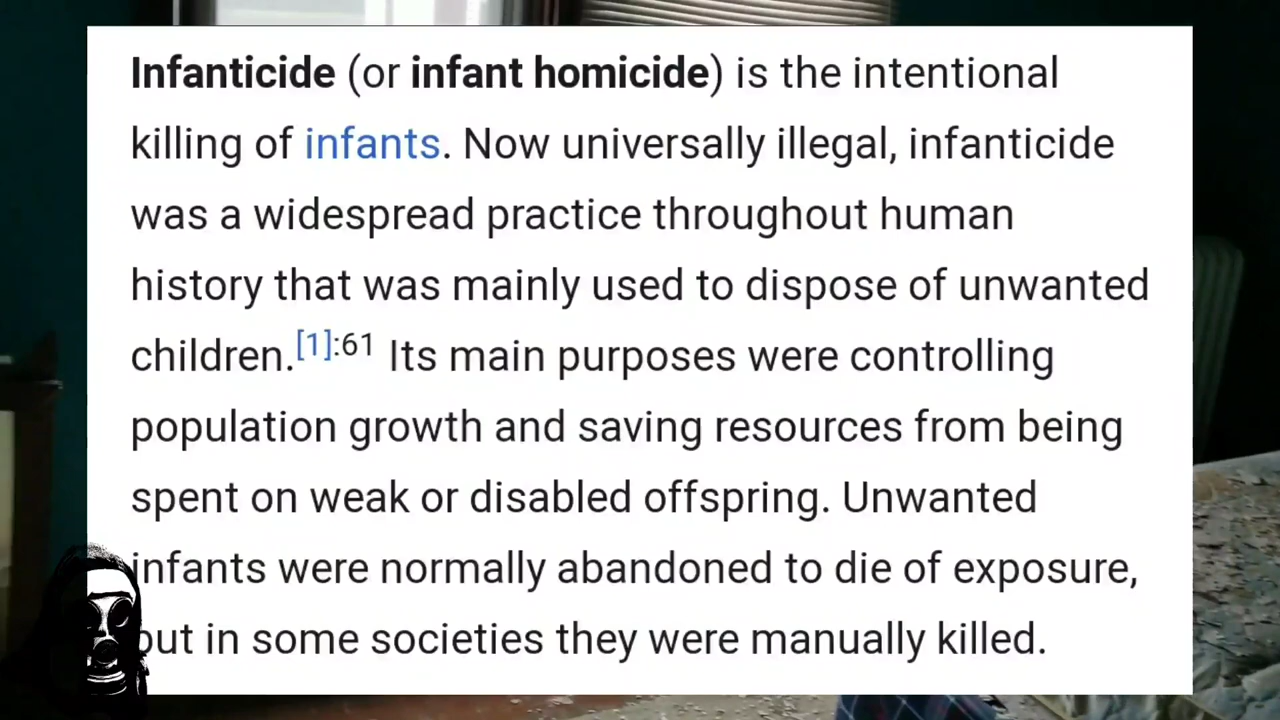 Infanticide (or infant homicide) is the intentional
killing of infants. Now universally illegal, infanticide
was a widespread practice throughout human
history that was mainly used to dispose of unwanted
children.[1]:61 Its main purposes were controlling
population growth and saving resources from being
spent on weak or disabled offspring. Unwanted
infants were normally abandoned to die of exposure,
but in some societies they were manually killed.